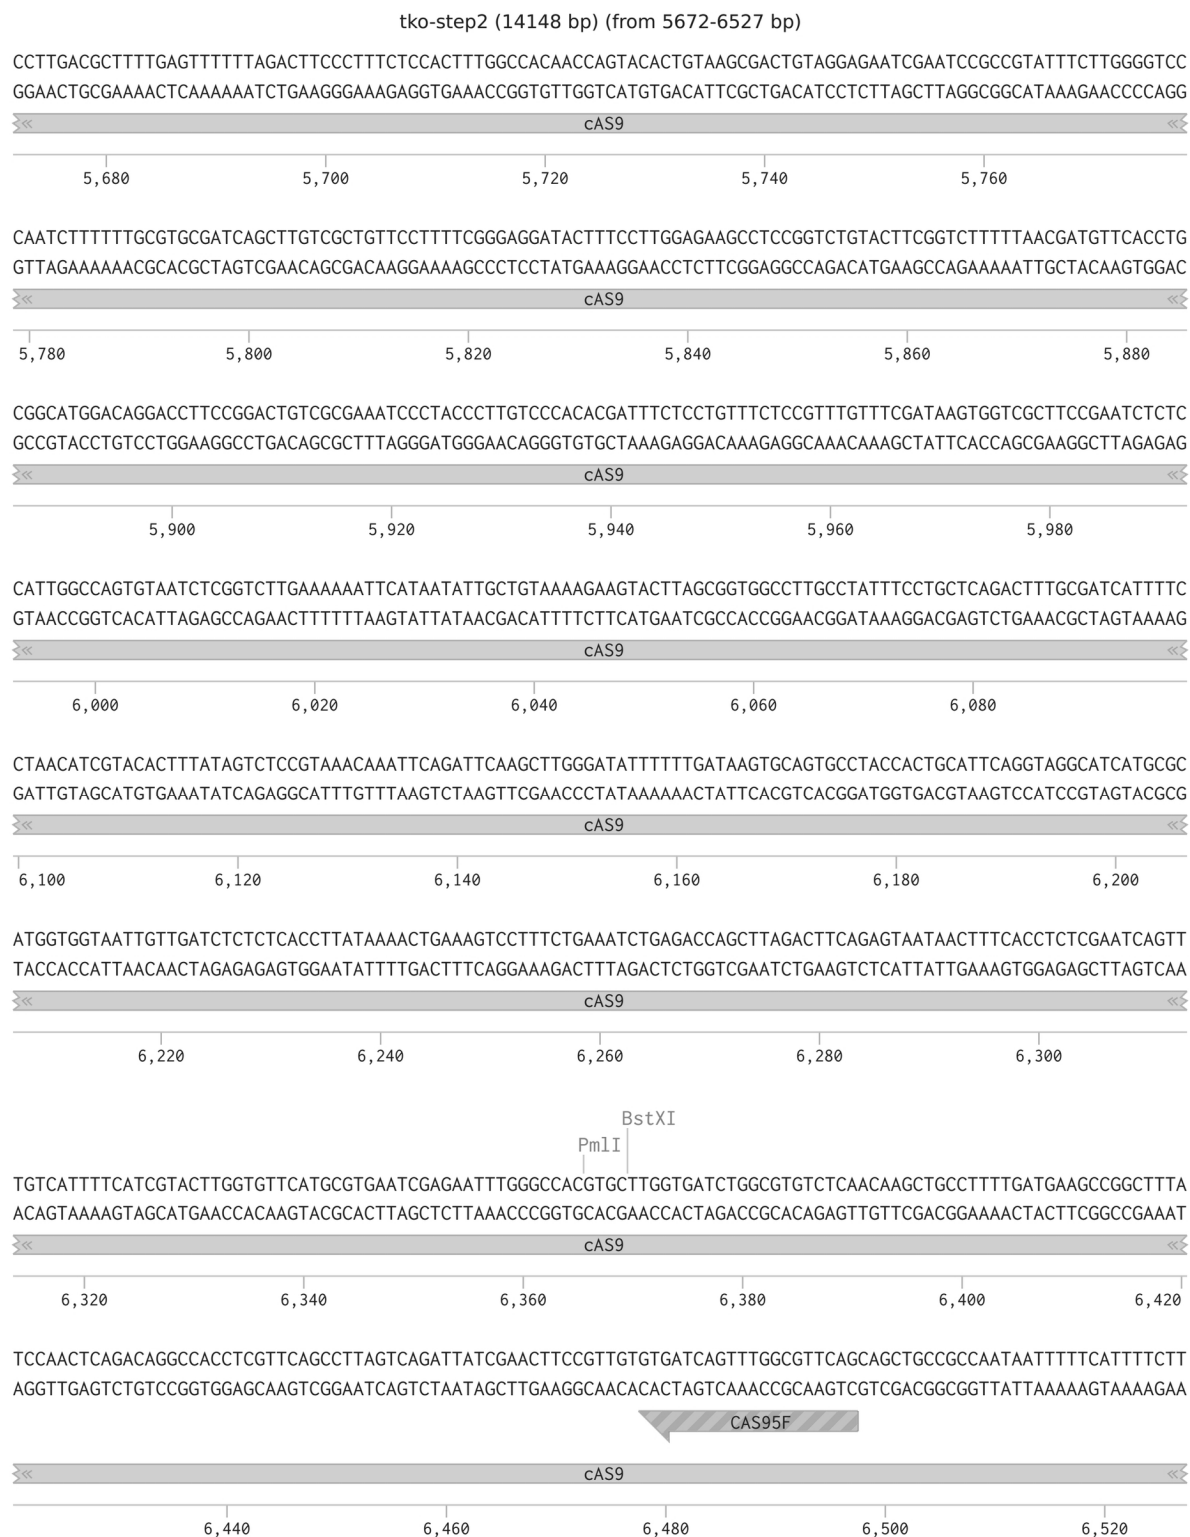 tko-step2 (14148 bp) (from 5672-6527 bp)
CCTTGACGCTTTTGAGTTTTTTAGACTTCCCTTTCTCCACTTTGGCCACAACCAGTACACTGTAAGCGACTGTAGGAGAATCGAATCCGCCGTATTTCTTGGGGTCC
GGAACTGCGAAAACTCAAAAAATCTGAAGGGAAAGAGGTGAAACCGGTGTTGGTCATGTGACATTCGCTGACATCCTCTTAGCTTAGGCGGCATAAAGAACCCCAGG
cAS9
5,680 5,700 5,720 5,740 5,760
CAATCTTTTTTGCGTGCGATCAGCTTGTCGCTGTTCCTTTTCGGGAGGATACTTTCCTTGGAGAAGCCTCCGGTCTGTACTTCGGTCTTTTTAACGATGTTCACCTG
GTTAGAAAAAACGCACGCTAGTCGAACAGCGACAAGGAAAAGCCCTCCTATGAAAGGAACCTCTTCGGAGGCCAGACATGAAGCCAGAAAAATTGCTACAAGTGGAC
cAS9
5,780 5,800 5,820 5,840 5,860 5,880
CGGCATGGACAGGACCTTCCGGACTGTCGCGAAATCCCTACCCTTGTCCCACACGATTTCTCCTGTTTCTCCGTTTGTTTCGATAAGTGGTCGCTTCCGAATCTCTC
GCCGTACCTGTCCTGGAAGGCCTGACAGCGCTTTAGGGATGGGAACAGGGTGTGCTAAAGAGGACAAAGAGGCAAACAAAGCTATTCACCAGCGAAGGCTTAGAGAG
cAS9
5,900 5,920 5,940 5,960 5,980
CATTGGCCAGTGTAATCTCGGTCTTGAAAAAATTCATAATATTGCTGTAAAAGAAGTACTTAGCGGTGGCCTTGCCTATTTCCTGCTCAGACTTTGCGATCATTTTC
GTAACCGGTCACATTAGAGCCAGAACTTTTTTAAGTATTATAACGACATTTTCTTCATGAATCGCCACCGGAACGGATAAAGGACGAGTCTGAAACGCTAGTAAAAG
cAS9
6,000 6,020 6,040 6,060 6,080
CTAACATCGTACACTTTATAGTCTCCGTAAACAAATTCAGATTCAAGCTTGGGATATTTTTTGATAAGTGCAGTGCCTACCACTGCATTCAGGTAGGCATCATGCGC
GATTGTAGCATGTGAAATATCAGAGGCATTTGTTTAAGTCTAAGTTCGAACCCTATAAAAAACTATTCACGTCACGGATGGTGACGTAAGTCCATCCGTAGTACGCG
cAS9
6,100 6,120 6,140 6,160 6,180 6,200
ATGGTGGTAATTGTTGATCTCTCTCACCTTATAAAACTGAAAGTCCTTTCTGAAATCTGAGACCAGCTTAGACTTCAGAGTAATAACTTTCACCTCTCGAATCAGTT
TACCACCATTAACAACTAGAGAGAGTGGAATATTTTGACTTTCAGGAAAGACTTTAGACTCTGGTCGAATCTGAAGTCTCATTATTGAAAGTGGAGAGCTTAGTCAA
cAS9
6,220 6,240 6,260 6,280 6,300
BstXI
PmlI
TGTCATTTTCATCGTACTTGGTGTTCATGCGTGAATCGAGAATTTGGGCCACGTGCTTGGTGATCTGGCGTGTCTCAACAAGCTGCCTTTTGATGAAGCCGGCTTTA
ACAGTAAAAGTAGCATGAACCACAAGTACGCACTTAGCTCTTAAACCCGGTGCACGAACCACTAGACCGCACAGAGTTGTTCGACGGAAAACTACTTCGGCCGAAAT
cAS9
6,320 6,340 6,360 6,380 6,400 6,420
TCCAACTCAGACAGGCCACCTCGTTCAGCCTTAGTCAGATTATCGAACTTCCGTTGTGTGATCAGTTTGGCGTTCAGCAGCTGCCGCCAATAATTTTTCATTTTCTT
AGGTTGAGTCTGTCCGGTGGAGCAAGTCGGAATCAGTCTAATAGCTTGAAGGCAACACACTAGTCAAACCGCAAGTCGTCGACGGCGGTTATTAAAAAGTAAAAGAA
CAS95F
cAS9
6,440 6,460 6,480 6,500 6,520